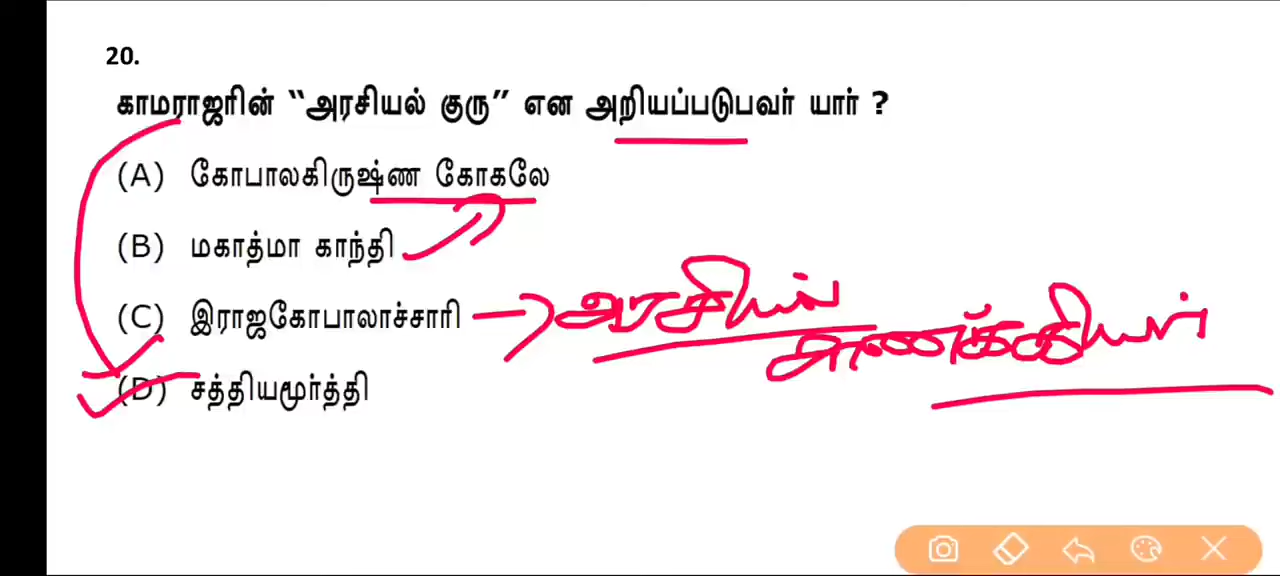 20.
காமராஜரின் “அரசியல் குரு” என அறியப்படுபவர் யார் ?
(A) கோபாலகிருஷ்ண கோகலே
(B) மகாத்மா காந்தி
(C) இராஜகோபாலாச்சாரி
அரசியல்
சாணக்கியர்
(D) சத்தியமூர்த்தி